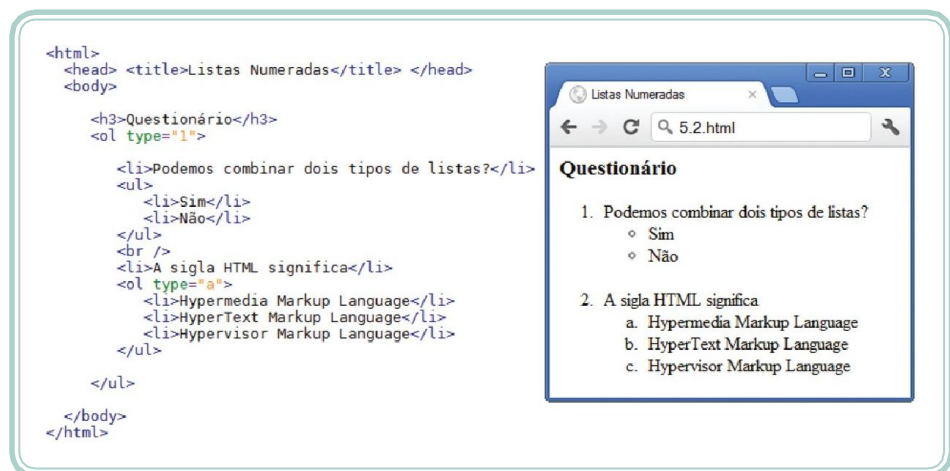 <html>
<head> <title>Listas Numeradas</title> </head>
<body>
<h3>Questionário</h3>
<ol type="1">
<li>Podemos combinar dois tipos de listas?</li>
<ul>
<li>Sim</li>
<li>Não</li>
</ul>
<br />
<li>A sigla HTML significa</li>
<ol type="a">
<li>Hypermedia Markup Language</li>
<li>HyperText Markup Language</li>
<li>Hypervisor Markup Language</li>
</ul>
</ul>
</body>
</html>
Listas Numeradas
5.2.html
Questionário
1. Podemos combinar dois tipos de listas?
Sim
Não
2. A sigla HTML significa
a. Hypermedia Markup Language
b. HyperText Markup Language
c. Hypervisor Markup Language